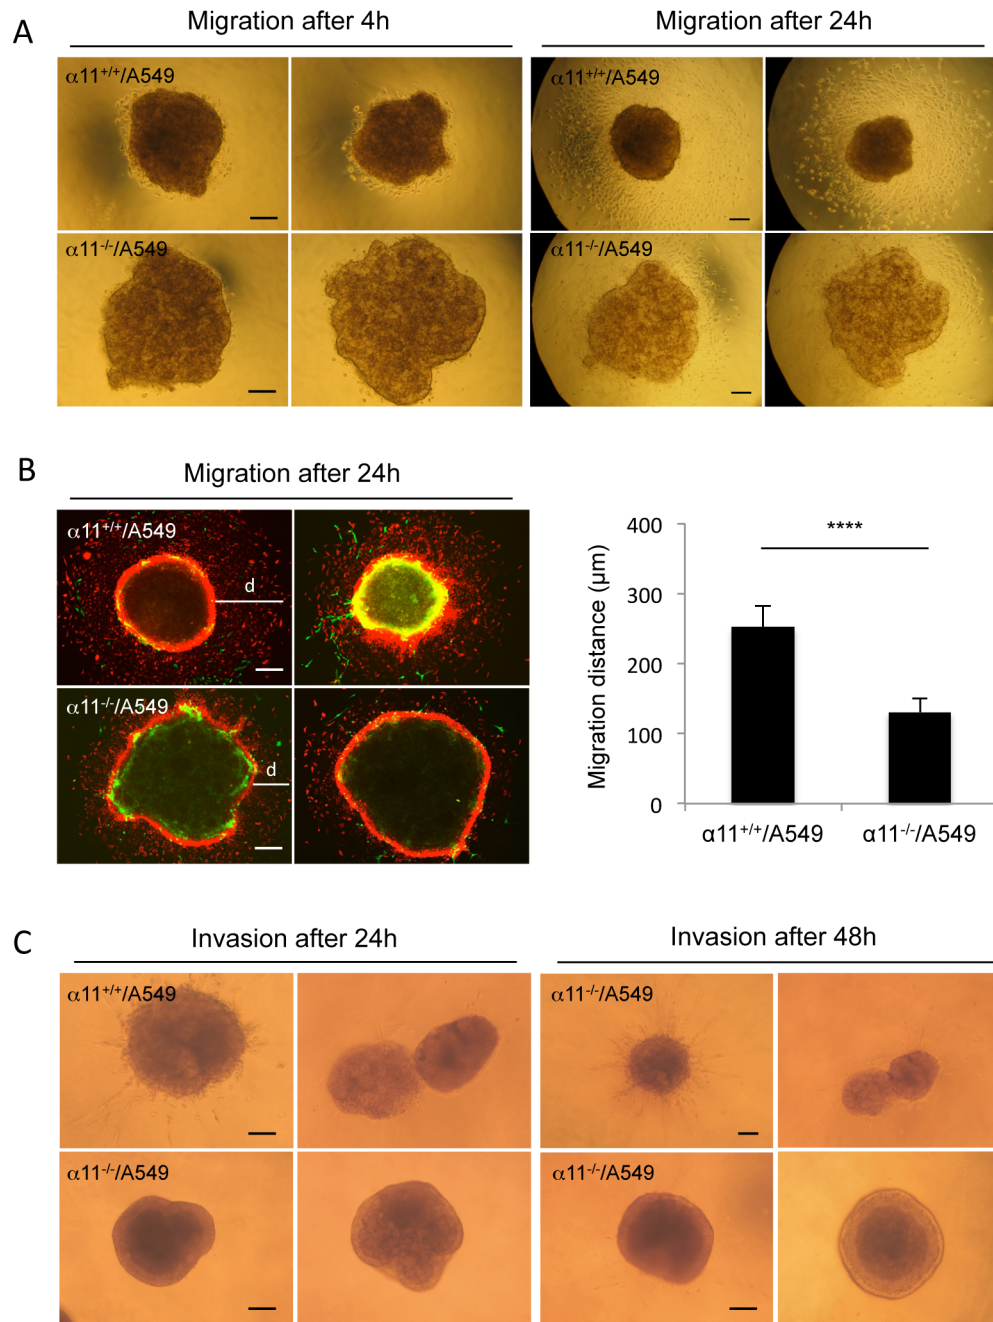 A
Migration after 4h
Migration after 24h
α11+/+/A549
α11+/+/A549
α11-/-/A549
α11-/-/A549
B
Migration after 24h
α11+/+/A549
d
α11-/-/A549
d
400
300
200
100
0
Migration distance (μm)
****
α11+/+/A549
α11-/-/A549
C
Invasion after 24h
Invasion after 48h
α11+/+/A549
α11-/-/A549
α11-/-/A549
α11-/-/A549